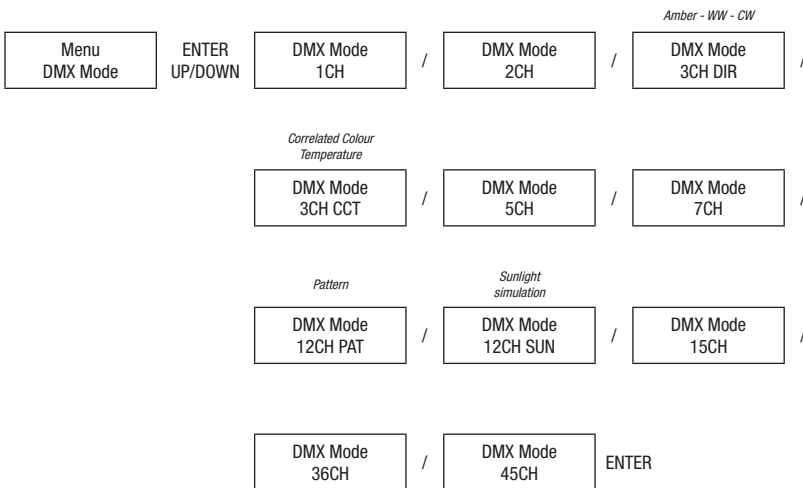 Amber - WW - CW
Menu
DMX Mode
ENTER
UP/DOWN
DMX Mode
1CH
/
DMX Mode
2CH
/
DMX Mode
3CH DIR
/
Correlated Colour
Temperature
DMX Mode
3CH CCT
/
DMX Mode
5CH
/
DMX Mode
7CH
/
Pattern
Sunlight
simulation
DMX Mode
12CH PAT
/
DMX Mode
12CH SUN
/
DMX Mode
15CH
/
DMX Mode
36CH
/
DMX Mode
45CH
ENTER